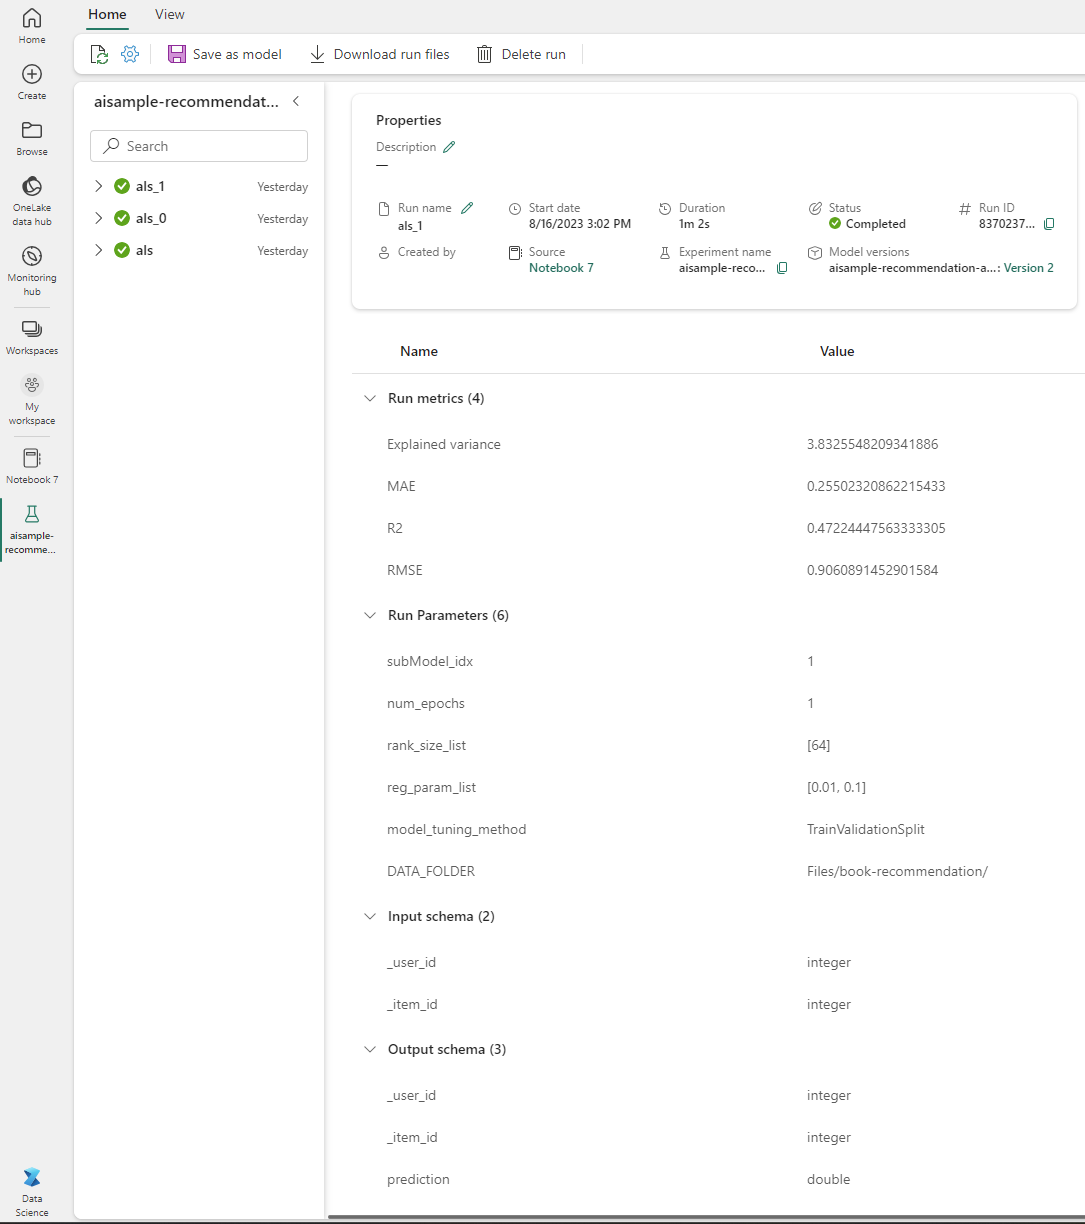 Home
Create
Browse
OneLake
data hub
Monitoring
hub
Workspaces
My
workspace
Notebook 7
aisample-
recomme...
Data
Science
Home View
Save as model Download run files Delete run
aisample-recommendat...
Search
als_1 Yesterday
als_0 Yesterday
als Yesterday
Properties
Description
—
Run name Start date Duration Status Run ID
als_1 8/16/2023 3:02 PM 1m 2s Completed 8370237...
Created by Source Experiment name Model versions
Notebook 7 aisample-reco... aisample-recommendation-a...: Version 2
Name Value
Run metrics (4)
Explained variance 3.8325548209341886
MAE 0.25502320862215433
R2 0.47224447563333305
RMSE 0.9060891452901584
Run Parameters (6)
subModel_idx 1
num_epochs 1
rank_size_list [64]
reg_param_list [0.01, 0.1]
model_tuning_method TrainValidationSplit
DATA_FOLDER Files/book-recommendation/
Input schema (2)
_user_id integer
_item_id integer
Output schema (3)
_user_id integer
_item_id integer
prediction double